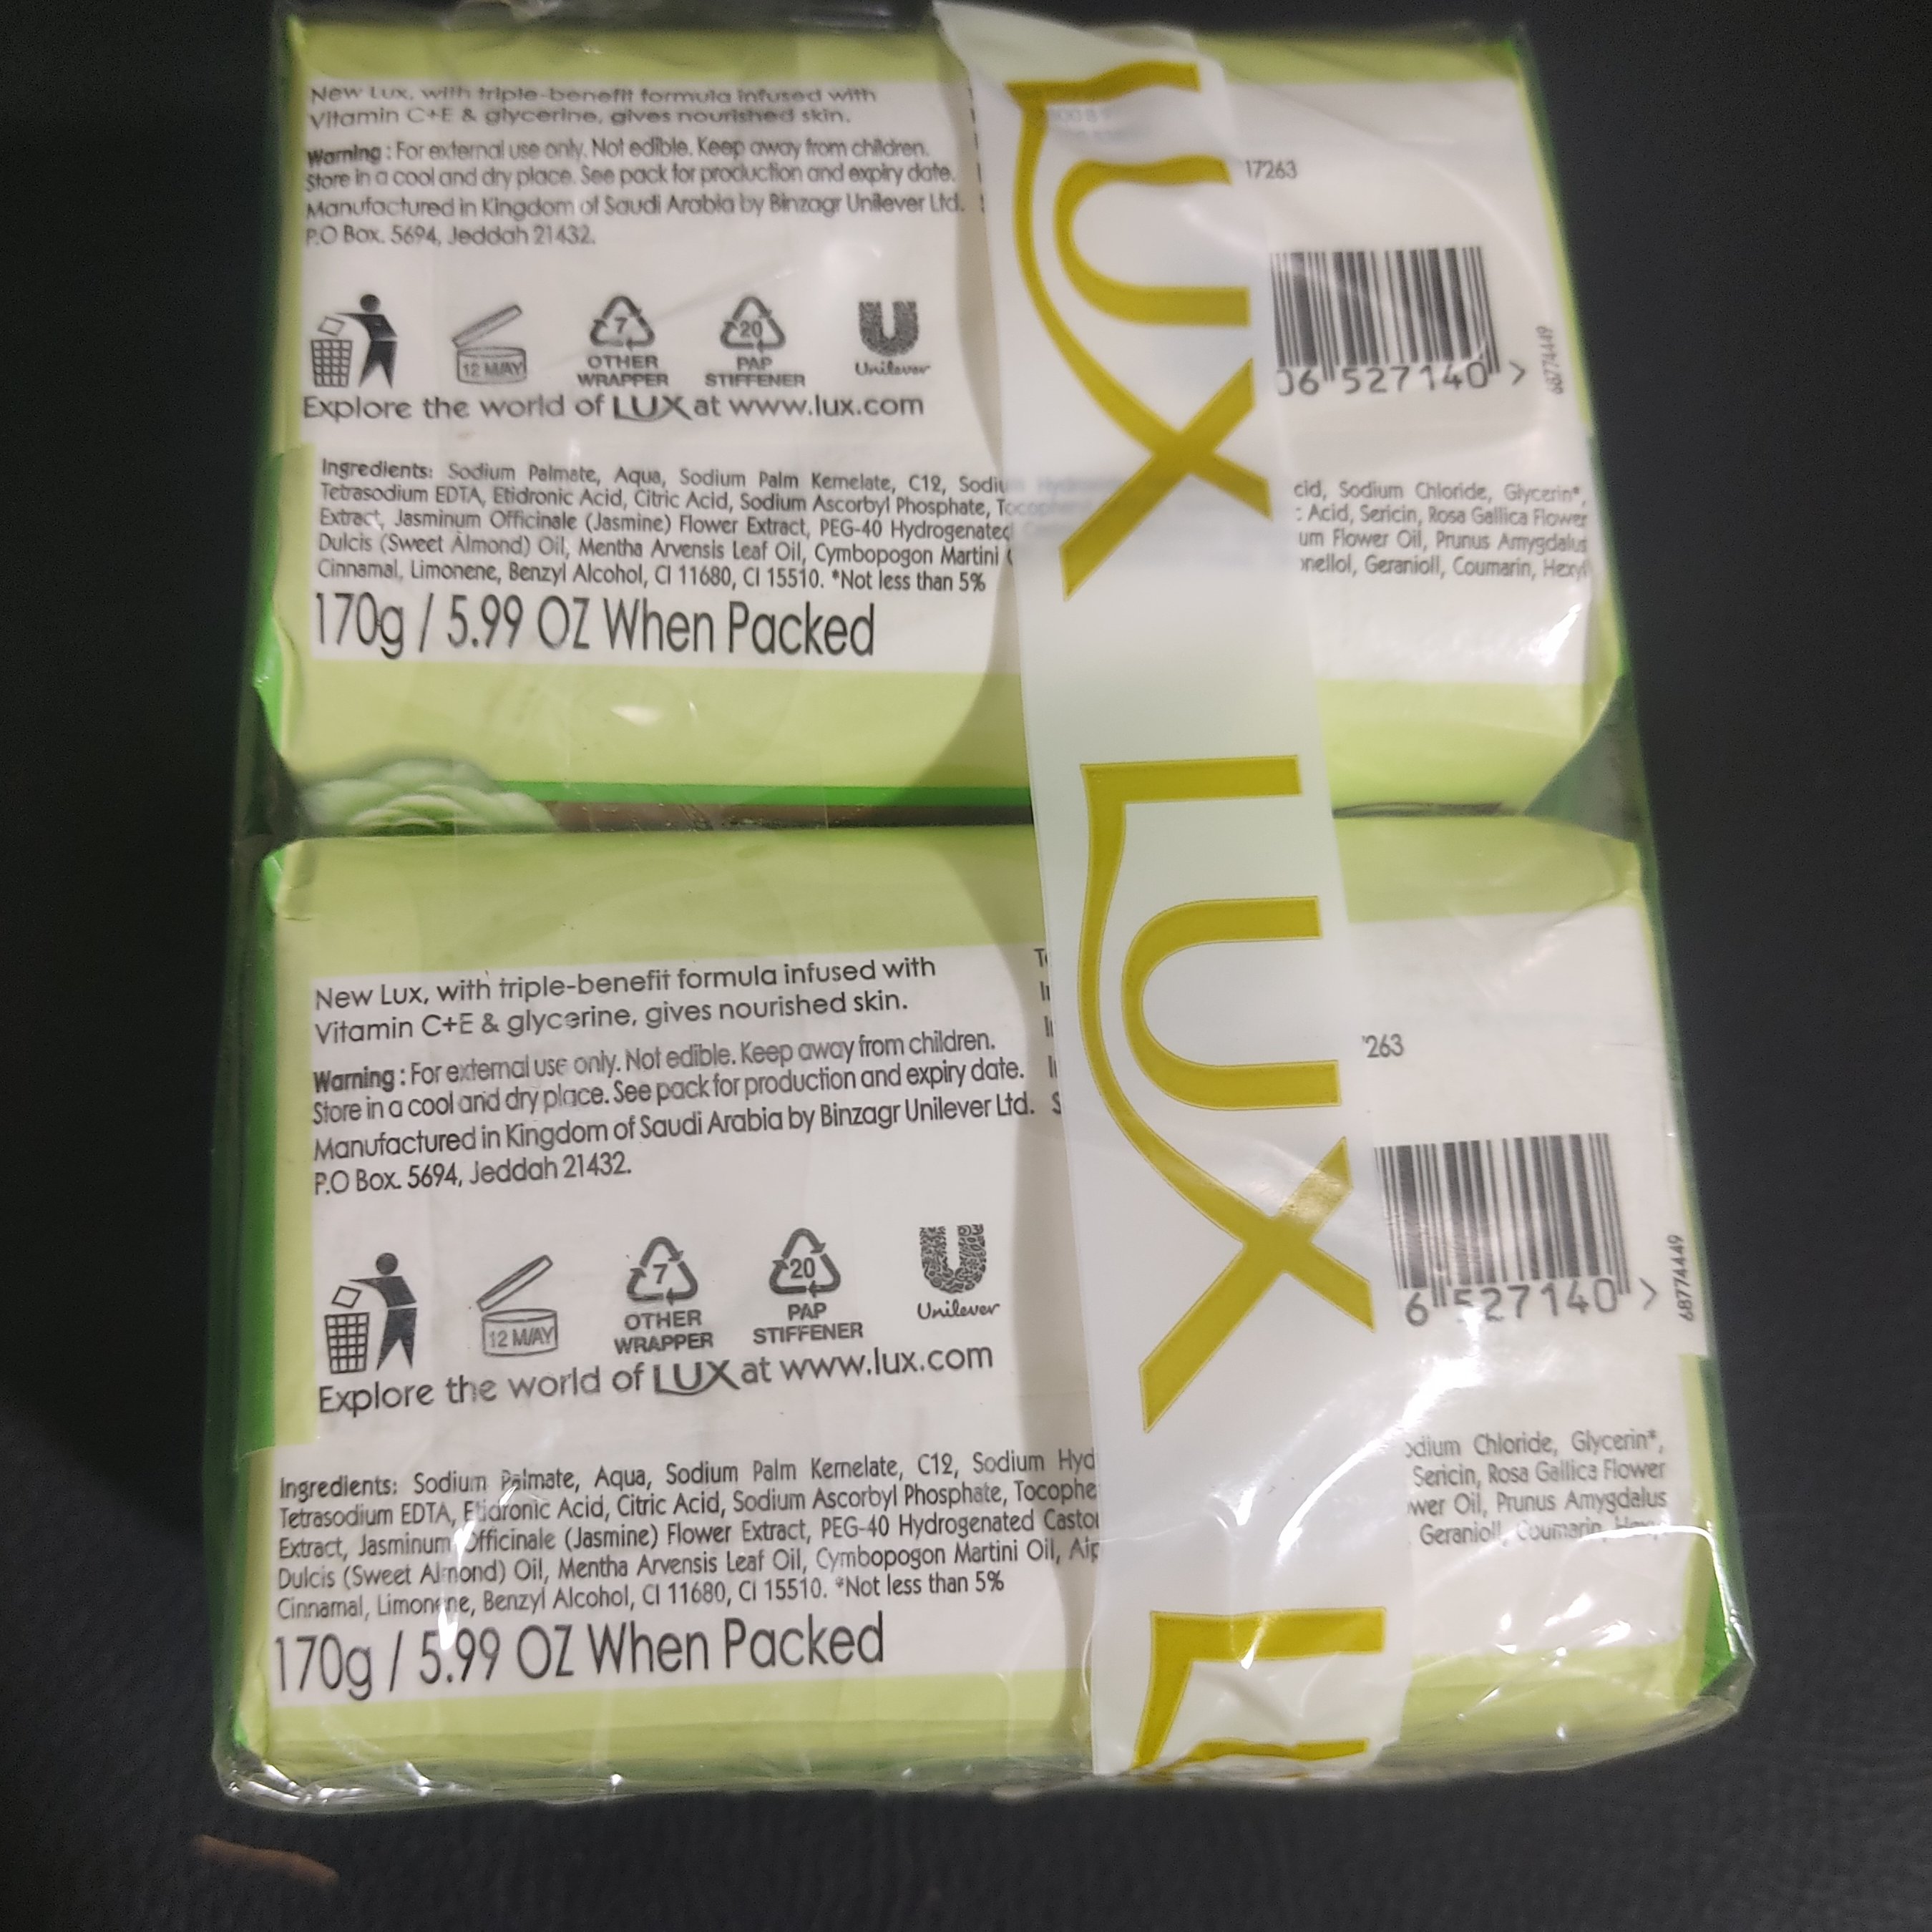 New Lux, with triple-benefit formula infused with
Vitamin C+E & glycerine, gives nourished skin.
Warning : For external use only. Not edible. Keep away from children.
Store in a cool and dry place. See pack for production and expiry date.
Manufactured in Kingdom of Saudi Arabia by Binzagr Unilever Ltd.
P.O Box. 5694, Jeddah 21432.
17263
12 M/AY
7
OTHER
WRAPPER
20
PAP
STIFFENER
U
Unilever
06 527140 >
68774449
Explore the world of LUX at www.lux.com
Ingredients: Sodium Palmate, Aqua, Sodium Palm Kernelate, C12, cid, Sodium Chloride, Glycerin*,
Tetrasodium EDTA, Etidronic Acid, Citric Acid, Sodium Ascorbyl Phosphate, Acid, Sericin, Rosa Gallica Flower
Extract, Jasminum Officinale (Jasmine) Flower Extract, PEG-40 Hydrogenated um Flower Oil, Prunus Amygdalus
Dulcis (Sweet Almond) Oil, Mentha Arvensis Leaf Oil, Cymbopogon Martini nellol, Geranioll, Coumarin, Hexyl
Cinnamal, Limonene, Benzyl Alcohol, CI 11680, CI 15510. *Not less than 5%
170g / 5.99 OZ When Packed
LUX
LUX
New Lux, with triple-benefit formula infused with
Vitamin C+E & glycerine, gives nourished skin.
Warning : For external use only. Not edible. Keep away from children.
Store in a cool and dry place. See pack for production and expiry date.
Manufactured in Kingdom of Saudi Arabia by Binzagr Unilever Ltd.
P.O Box. 5694, Jeddah 21432.
263
12 M/AY
7
OTHER
WRAPPER
20
PAP
STIFFENER
U
Unilever
6 527140 >
68774449
Explore the world of LUX at www.lux.com
Ingredients: Sodium Palmate, Aqua, Sodium Palm Kernelate, C12, Sodium Hyd odium Chloride, Glycerin*,
Tetrasodium EDTA, Etidronic Acid, Citric Acid, Sodium Ascorbyl Phosphate, Tocophe Sericin, Rosa Gallica Flower
Extract, Jasminum Officinale (Jasmine) Flower Extract, PEG-40 Hydrogenated Casto wer Oil, Prunus Amygdalus
Dulcis (Sweet Almond) Oil, Mentha Arvensis Leaf Oil, Cymbopogon Martini Oil, Geranioll, Coumarin, Hexyl
Cinnamal, Limonene, Benzyl Alcohol, CI 11680, CI 15510. *Not less than 5%
170g / 5.99 OZ When Packed
L